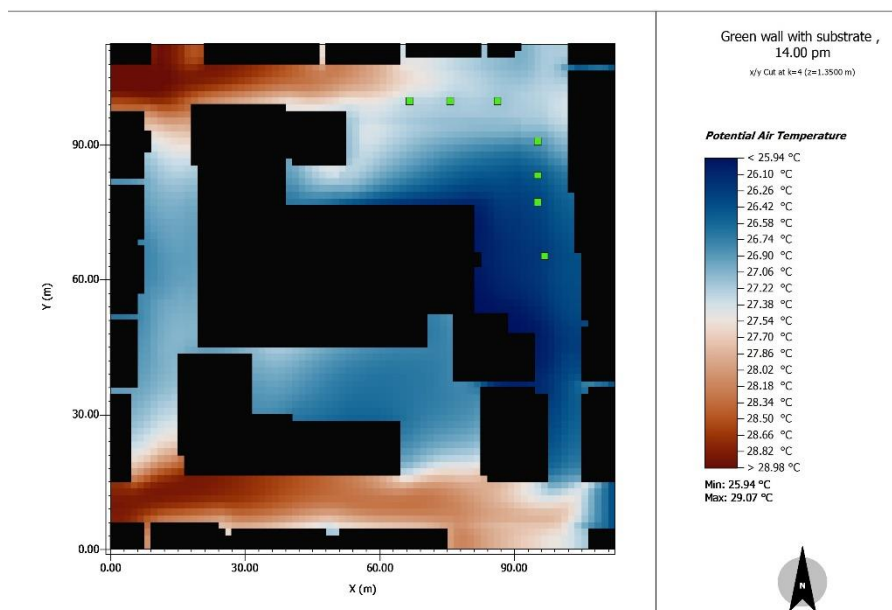 Green wall with substrate ,
14.00 pm
x/y Cut at k=4 (z=1.3500 m)
Potential Air Temperature
< 25.94 °C
26.10 °C
26.26 °C
26.42 °C
26.58 °C
26.74 °C
26.90 °C
27.06 °C
27.22 °C
27.38 °C
27.54 °C
27.70 °C
27.86 °C
28.02 °C
28.18 °C
28.34 °C
28.50 °C
28.66 °C
28.82 °C
> 28.98 °C
Min: 25.94 °C
Max: 29.07 °C
N
90.00
60.00
30.00
0.00
Y (m)
0.00 30.00 60.00 90.00
X (m)